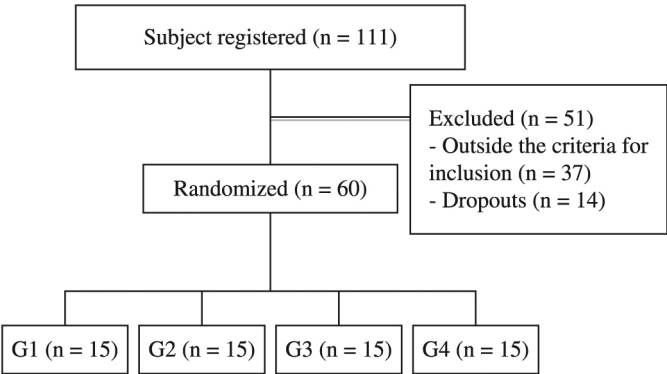 Subject registered (n = 111)
Excluded (n = 51)
- Outside the criteria for
inclusion (n = 37)
- Dropouts (n = 14)
Randomized (n = 60)
G1 (n = 15)
G2 (n = 15)
G3 (n = 15)
G4 (n = 15)